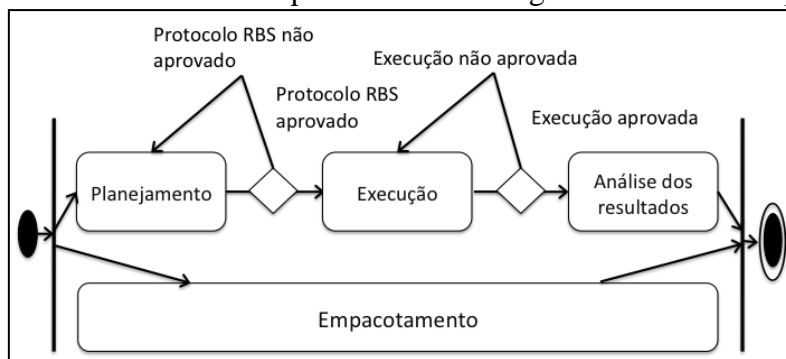 Protocolo RBS não
aprovado
Execução não aprovada
Protocolo RBS
aprovado
Execução aprovada
Planejamento
Execução
Análise dos
resultados
Empacotamento